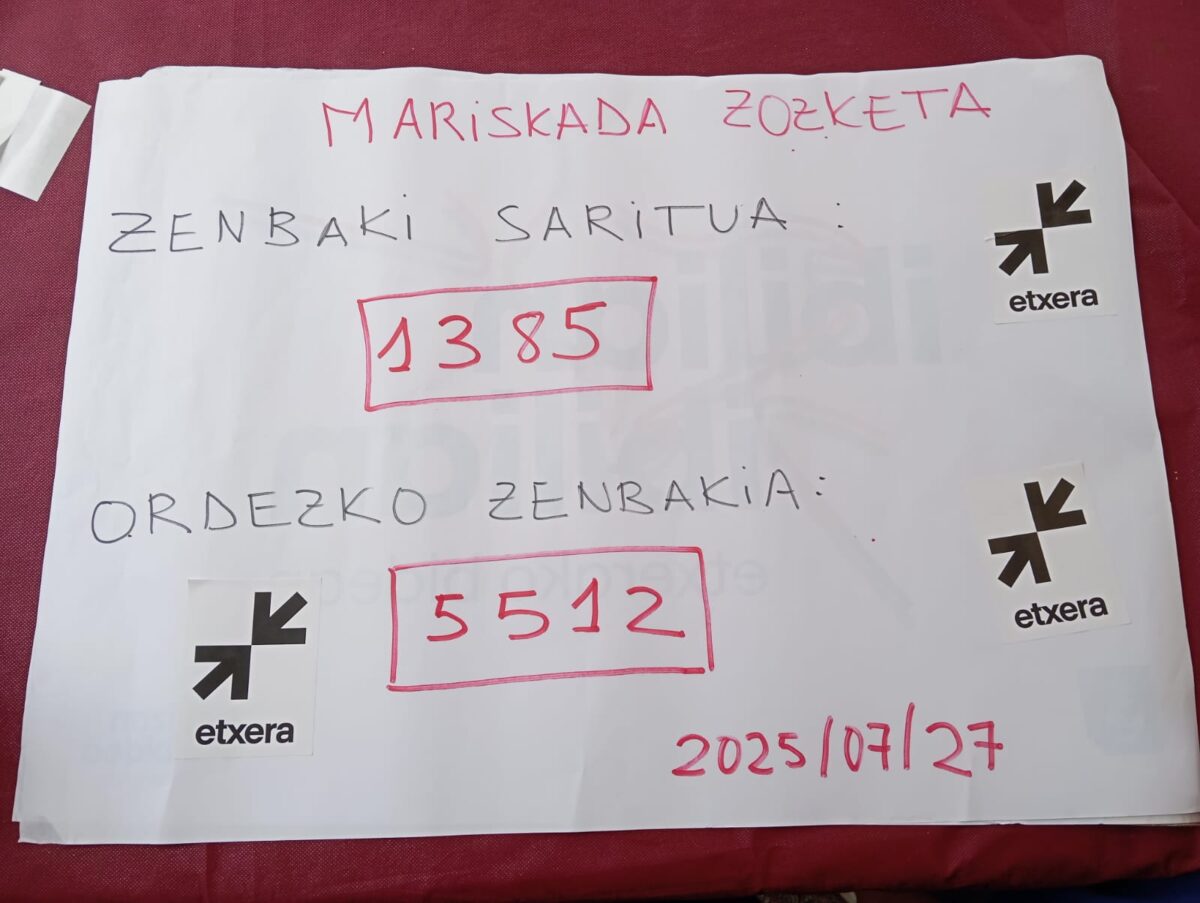 MARiSKADA ZOZKETA
ZENBAKi SARiTUA :
etxera
1385
ORDEZKO ZENBAKiA :
etxera
5512
etxera
2025/07/27